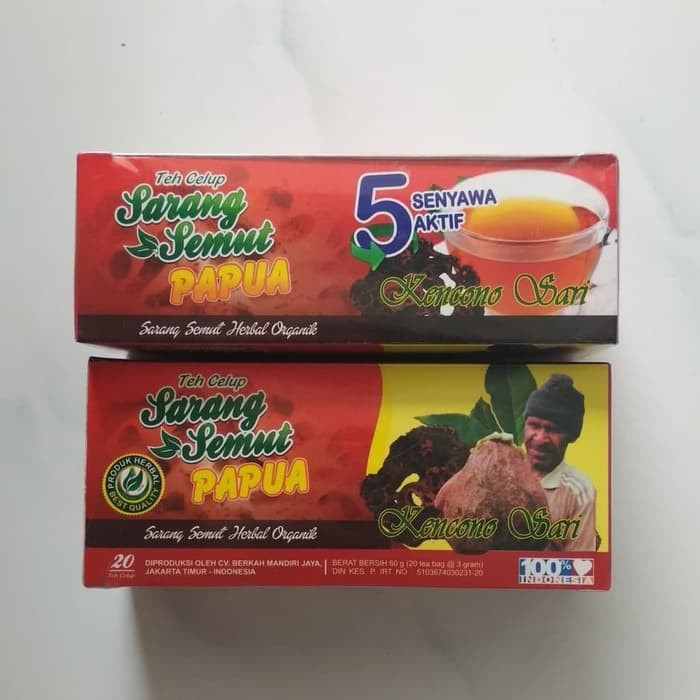 Teh Celup
Sarang
Semut
PAPUA
5 SENYAWA
AKTIF
Kencono Sari
Sarang Semut Herbal Organik
Teh Celup
Sarang
Semut
PAPUA
PRODUK HERBAL
BEST QUALITY
Kencono Sari
Sarang Semut Herbal Organik
20
Teh Celup
DIPRODUKSI OLEH CV. BERKAH MANDIRI JAYA,
JAKARTA TIMUR - INDONESIA
BERAT BERSIH 60 g (20 tea bag @ 3 gram)
DIN KES. P. IRT NO 5103674030231-20
100%
INDONESIA